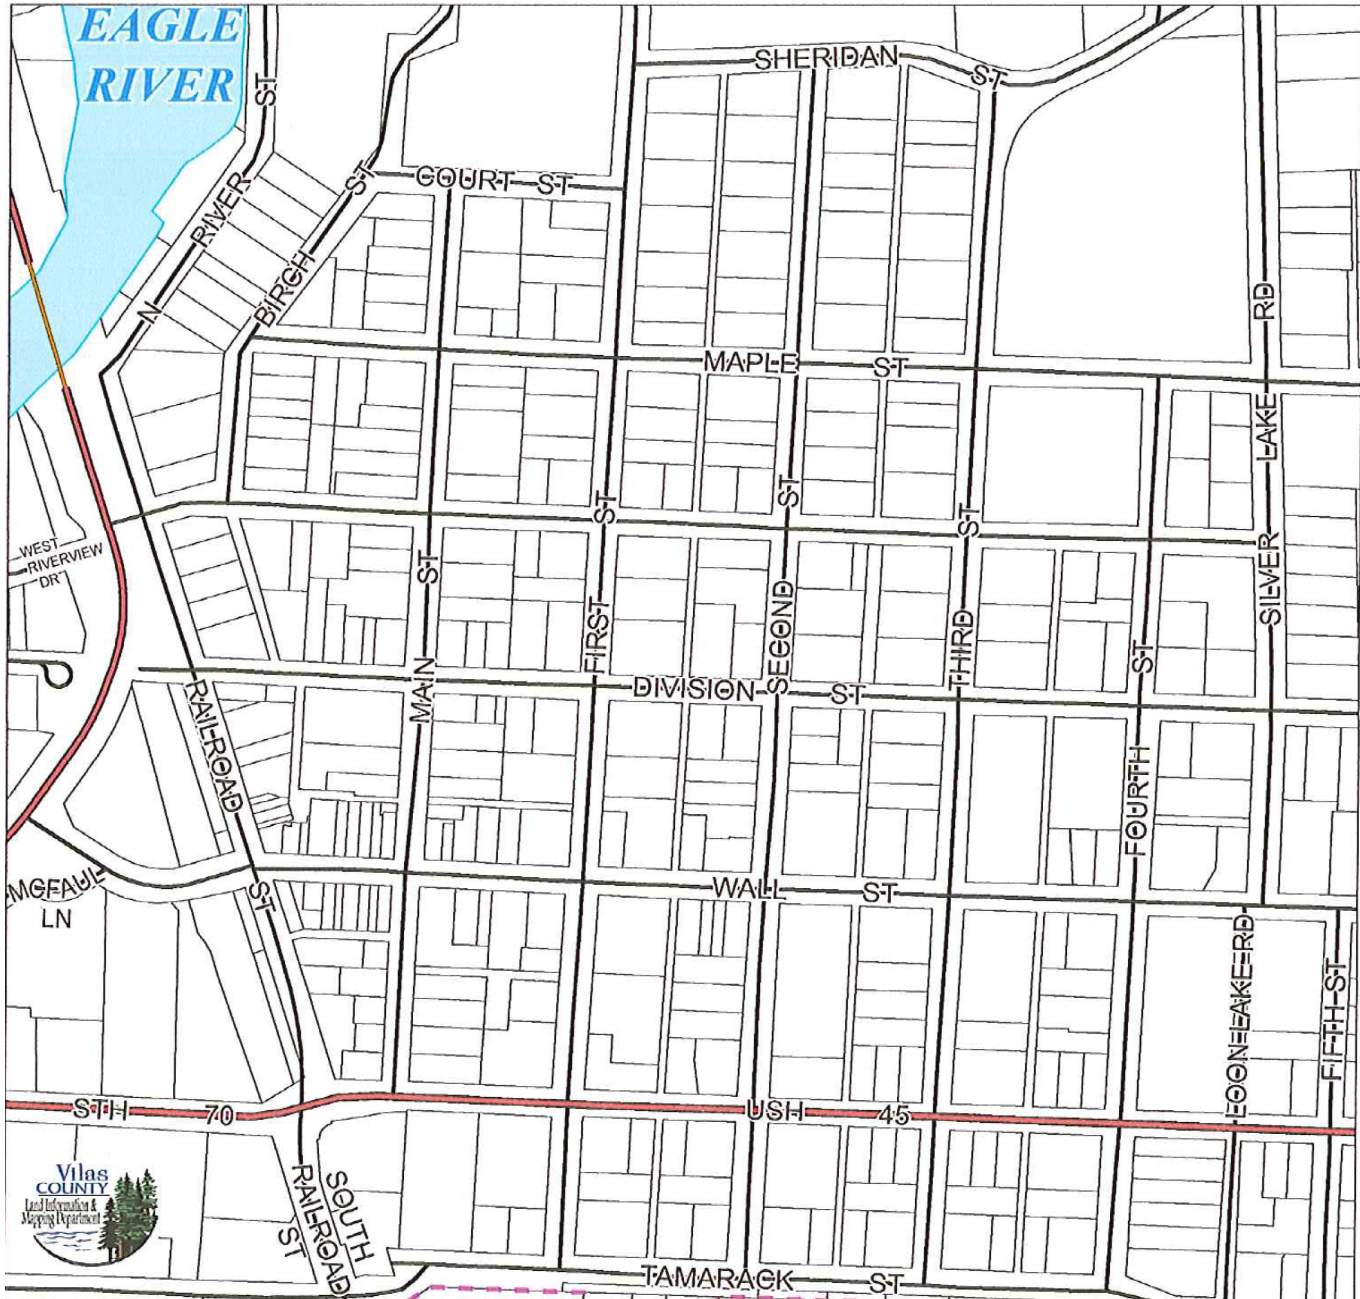 EAGLE
RIVER
SHERIDAN ST
N RIVER ST
BIRCH ST
COURT ST
MAPLE ST
SILVER LAKE RD
WEST
RIVERVIEW
DR
MAIN ST
FIRST ST
SECOND ST
THIRD ST
FOURTH ST
DIVISION ST
RAILROAD ST
MCFAUL
LN
WALL ST
LOON LAKE RD
FIFTH ST
STH 70
USH 45
Vilas
COUNTY
Land Information &
Mapping Department
SOUTH
RAILROAD
ST
TAMARACK ST